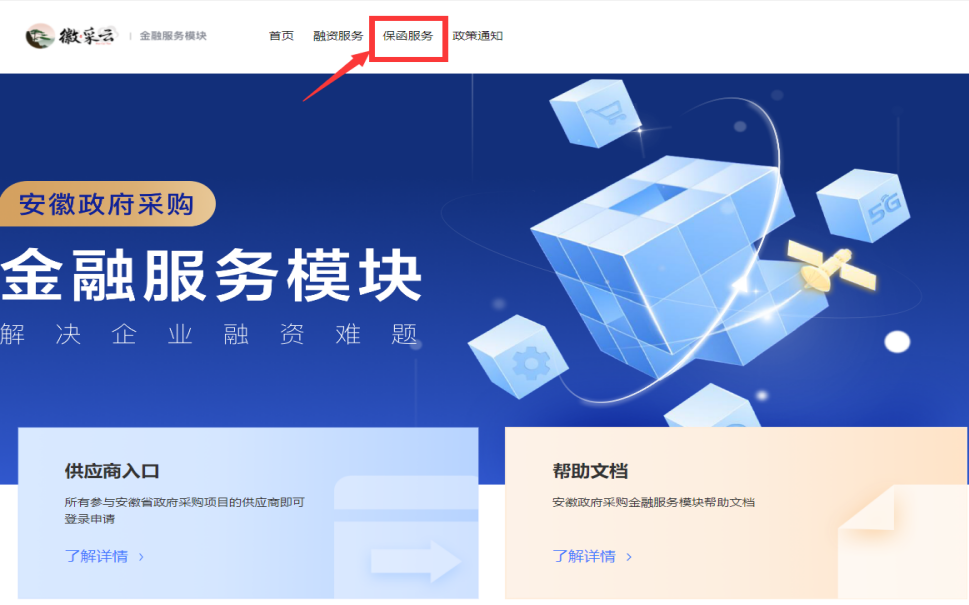 徽采云 | 金融服务模块 首页 融资服务 保函服务 政策通知
安徽政府采购
金融服务模块
解决企业融资难题
5G
供应商入口
所有参与安徽省政府采购项目的供应商即可
登录申请
了解详情 >
帮助文档
安徽政府采购金融服务模块帮助文档
了解详情 >